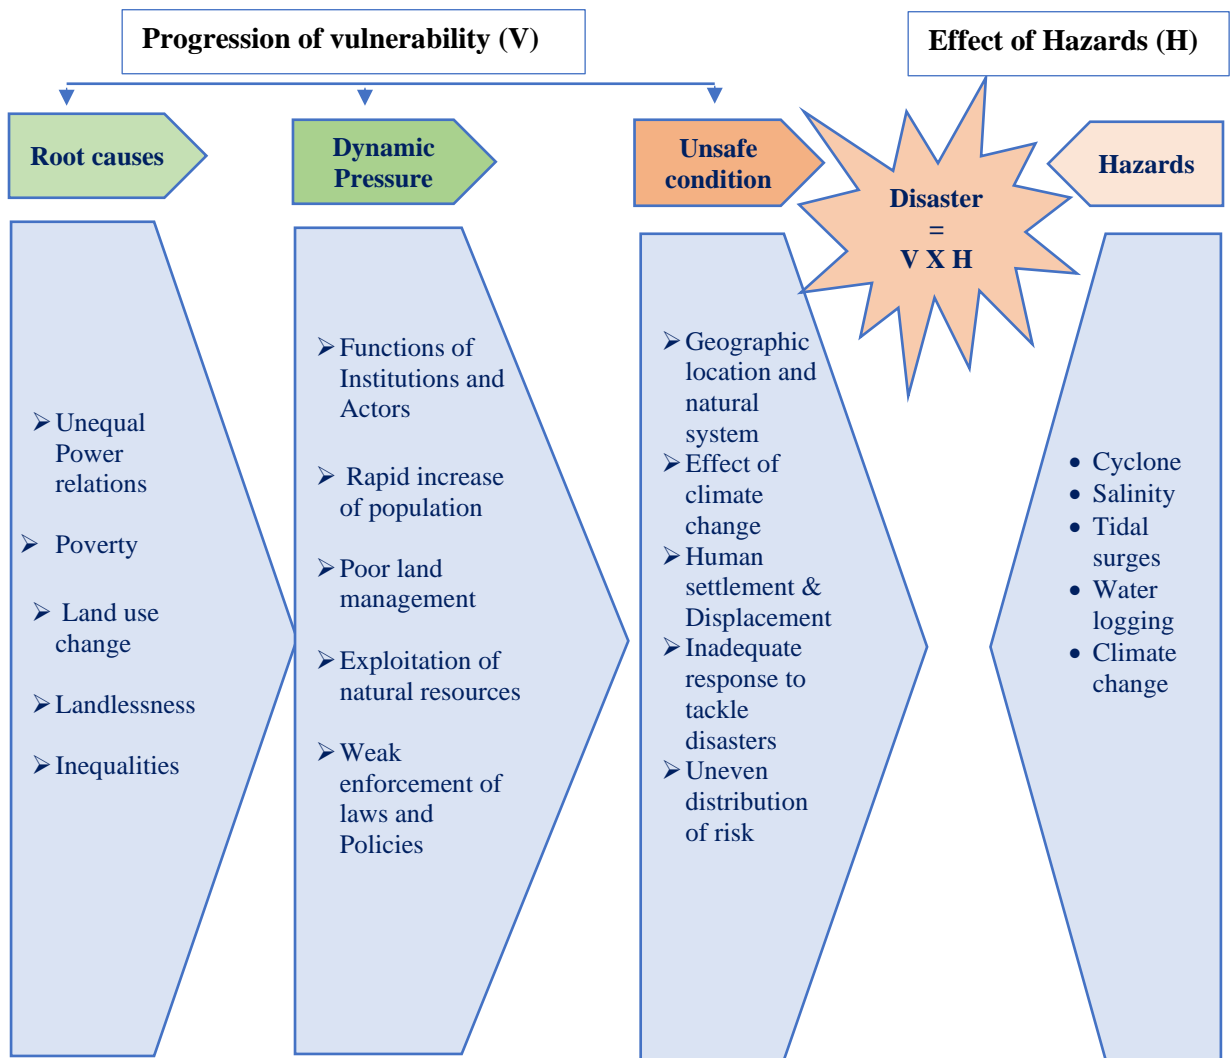 Progression of vulnerability (V)
Effect of Hazards (H)
Root causes
Dynamic
Pressure
Unsafe
condition
Disaster
=
V X H
Hazards
➢ Unequal
Power
relations
➢ Poverty
➢ Land use
change
➢ Landlessness
➢ Inequalities
➢ Functions of
Institutions and
Actors
➢ Rapid increase
of population
➢ Poor land
management
➢ Exploitation of
natural resources
➢ Weak
enforcement of
laws and
Policies
➢ Geographic
location and
natural
system
➢ Effect of
climate
change
➢ Human
settlement &
Displacement
➢ Inadequate
response to
tackle
disasters
➢ Uneven
distribution
of risk
• Cyclone
• Salinity
• Tidal
surges
• Water
logging
• Climate
change